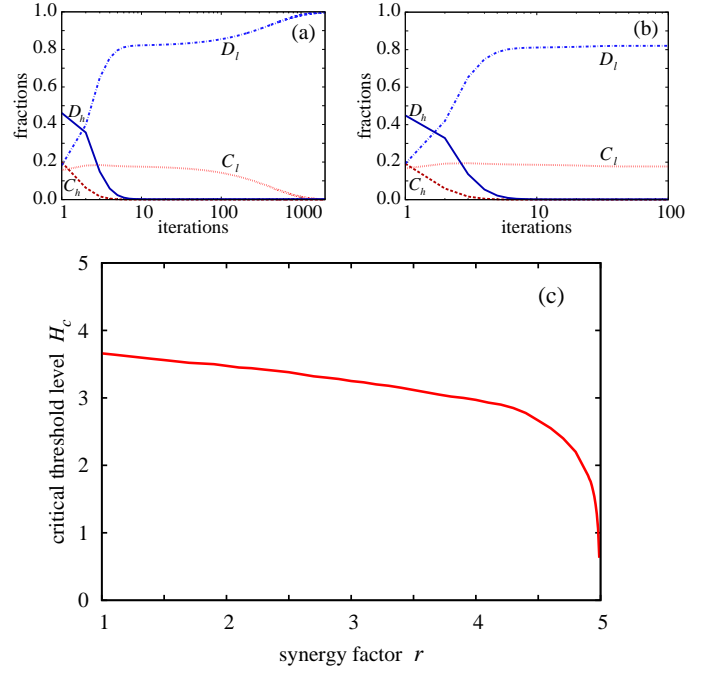 1.0
0.8
0.6
0.4
0.2
0.0
fractions
(a)
D_l
D_h
C_l
C_h
1 10 100 1000
iterations
1.0
0.8
0.6
0.4
0.2
0.0
fractions
(b)
D_l
D_h
C_l
C_h
1 10 100
iterations
5
4
3
2
1
0
critical threshold level H_c
(c)
1 2 3 4 5
synergy factor r